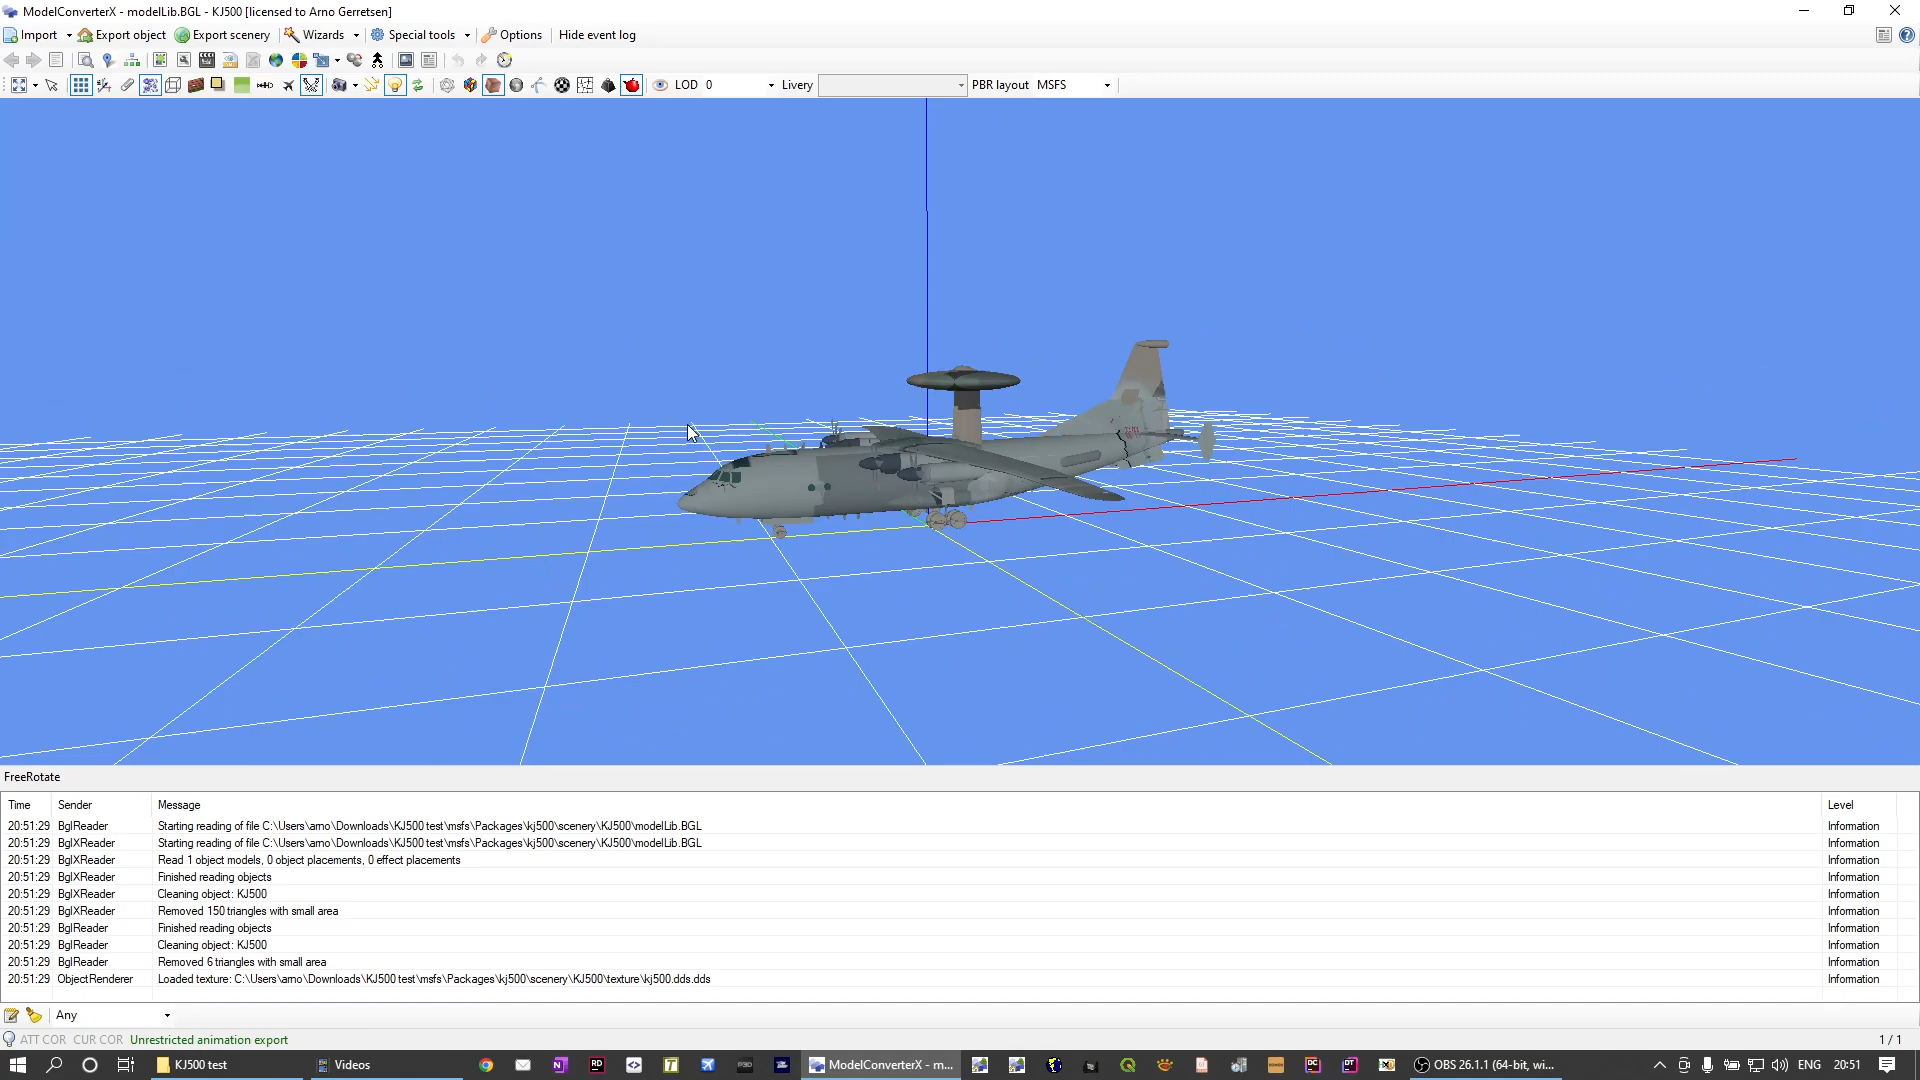 ModelConverterX - modelLib.BGL - KJ500 [licensed to Arno Gerretsen]
Import Export object Export scenery Wizards Special tools Options Hide event log
LOD 0 Livery PBR layout MSFS
FreeRotate
Time Sender Message Level
20:51:29 BglReader Starting reading of file C:\Users\arno\Downloads\KJ500 test\msfs\Packages\kj500\scenery\KJ500\modelLib.BGL Information
20:51:29 BglXReader Starting reading of file C:\Users\arno\Downloads\KJ500 test\msfs\Packages\kj500\scenery\KJ500\modelLib.BGL Information
20:51:29 BglXReader Read 1 object models, 0 object placements, 0 effect placements Information
20:51:29 BglXReader Finished reading objects Information
20:51:29 BglXReader Cleaning object: KJ500 Information
20:51:29 BglXReader Removed 150 triangles with small area Information
20:51:29 BglReader Finished reading objects Information
20:51:29 BglReader Cleaning object: KJ500 Information
20:51:29 BglReader Removed 6 triangles with small area Information
20:51:29 ObjectRenderer Loaded texture: C:\Users\arno\Downloads\KJ500 test\msfs\Packages\kj500\scenery\KJ500\texture\kj500.dds.dds Information
Any
ATT COR CUR COR Unrestricted animation export 1 / 1
KJ500 test Videos ModelConverterX - m... OBS 26.1.1 (64-bit, wi... ENG 20:51